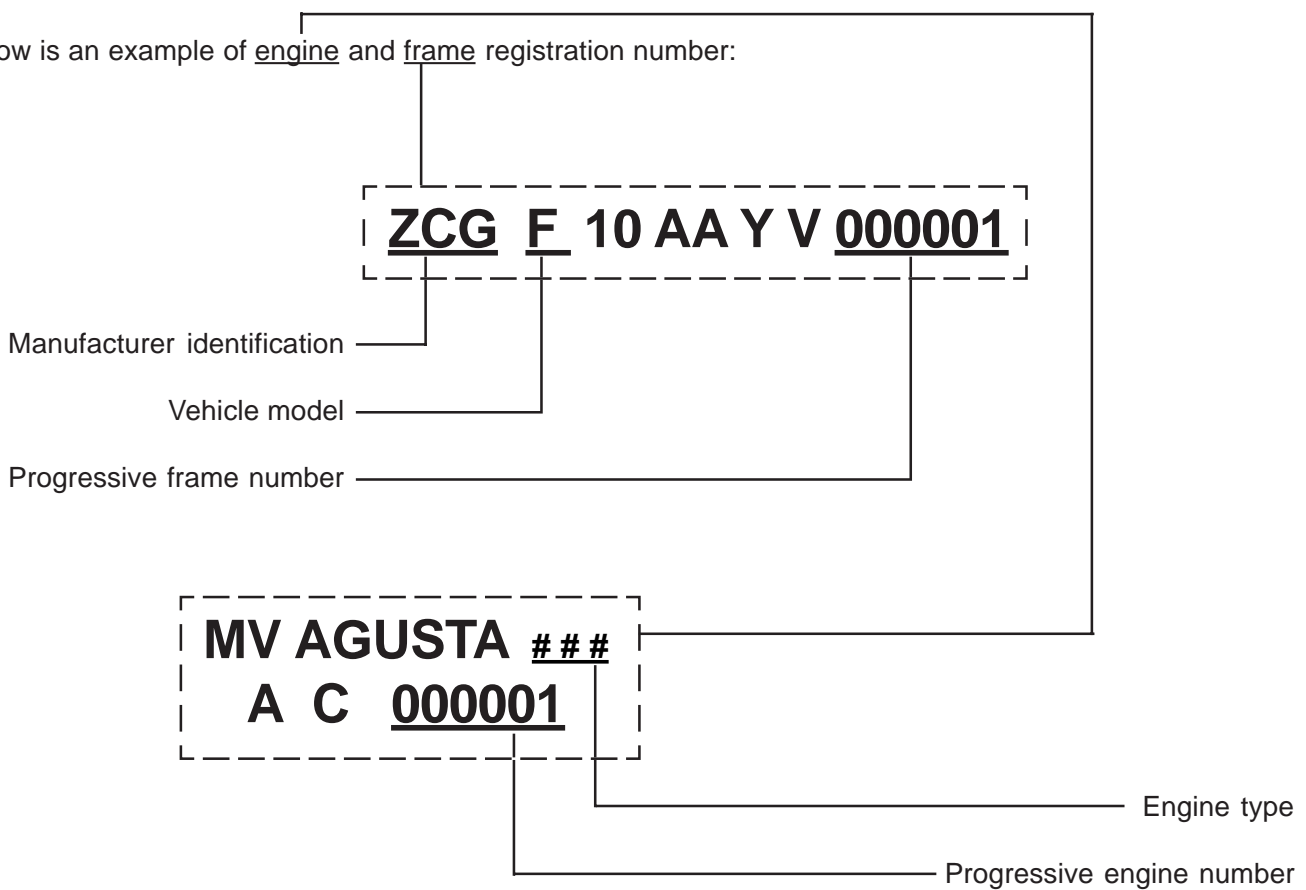 ow is an example of engine and frame registration number:
ZCG F 10 AA Y V 000001
Manufacturer identification
Vehicle model
Progressive frame number
MV AGUSTA ###
A C 000001
Engine type
Progressive engine number